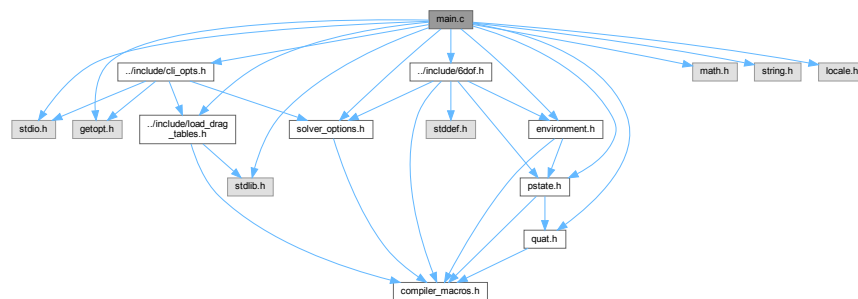 main.c
../include/cli_opts.h
../include/6dof.h
math.h
string.h
locale.h
stdio.h
getopt.h
../include/load_drag
_tables.h
solver_options.h
stddef.h
environment.h
stdlib.h
pstate.h
quat.h
compiler_macros.h